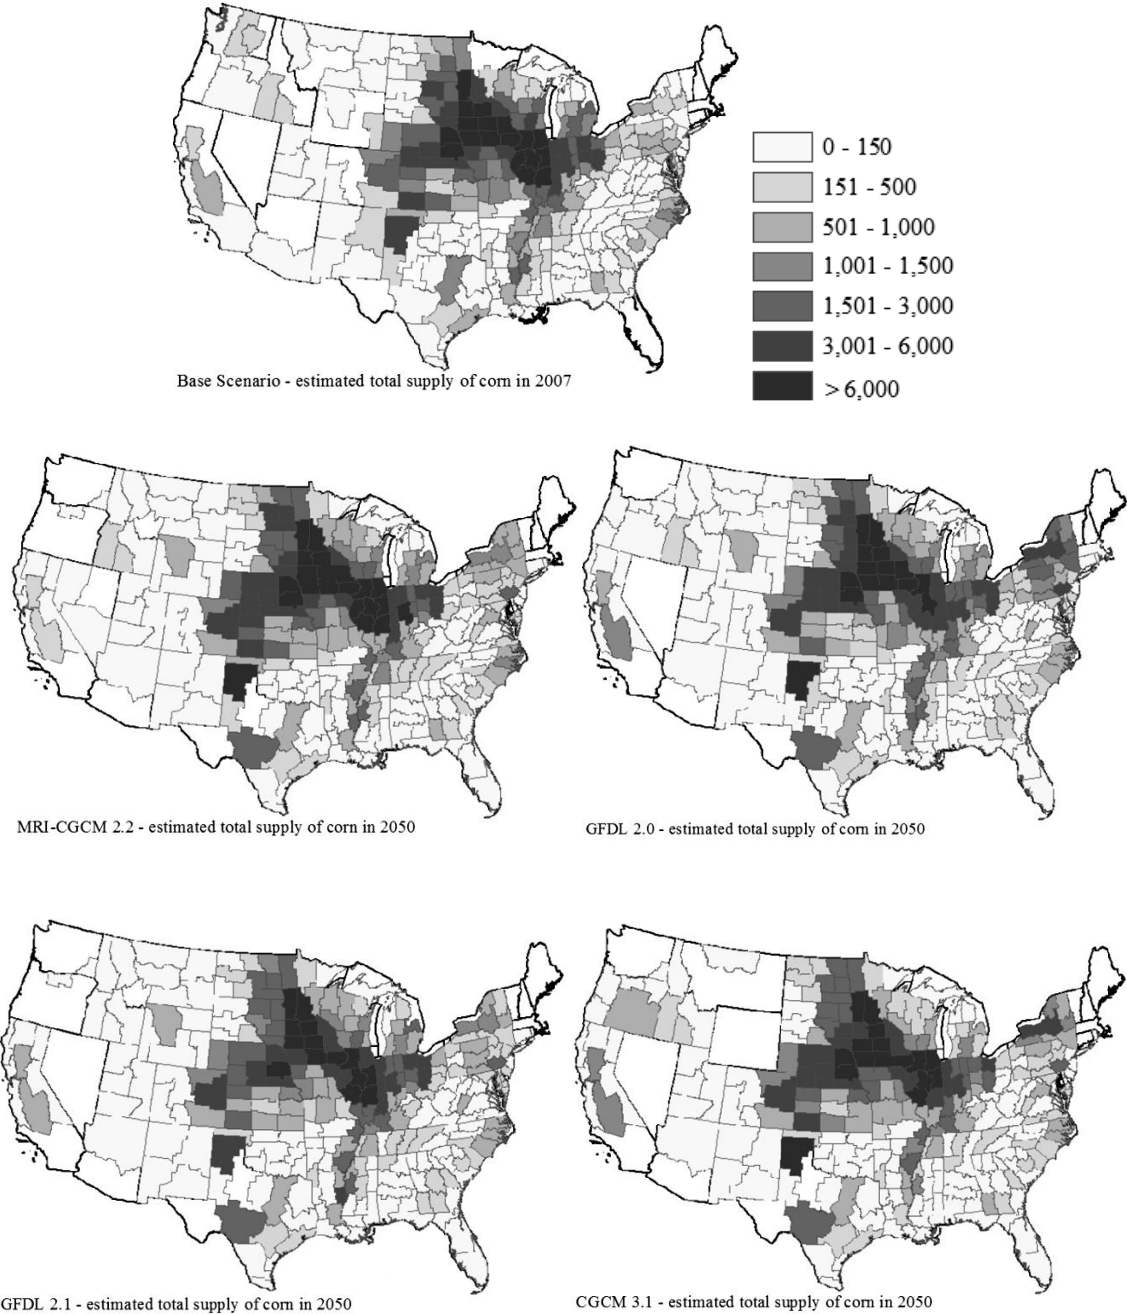 0 - 150
151 - 500
501 - 1,000
1,001 - 1,500
1,501 - 3,000
3,001 - 6,000
> 6,000
Base Scenario - estimated total supply of corn in 2007
MRI-CGCM 2.2 - estimated total supply of corn in 2050
GFDL 2.0 - estimated total supply of corn in 2050
GFDL 2.1 - estimated total supply of corn in 2050
CGCM 3.1 - estimated total supply of corn in 2050